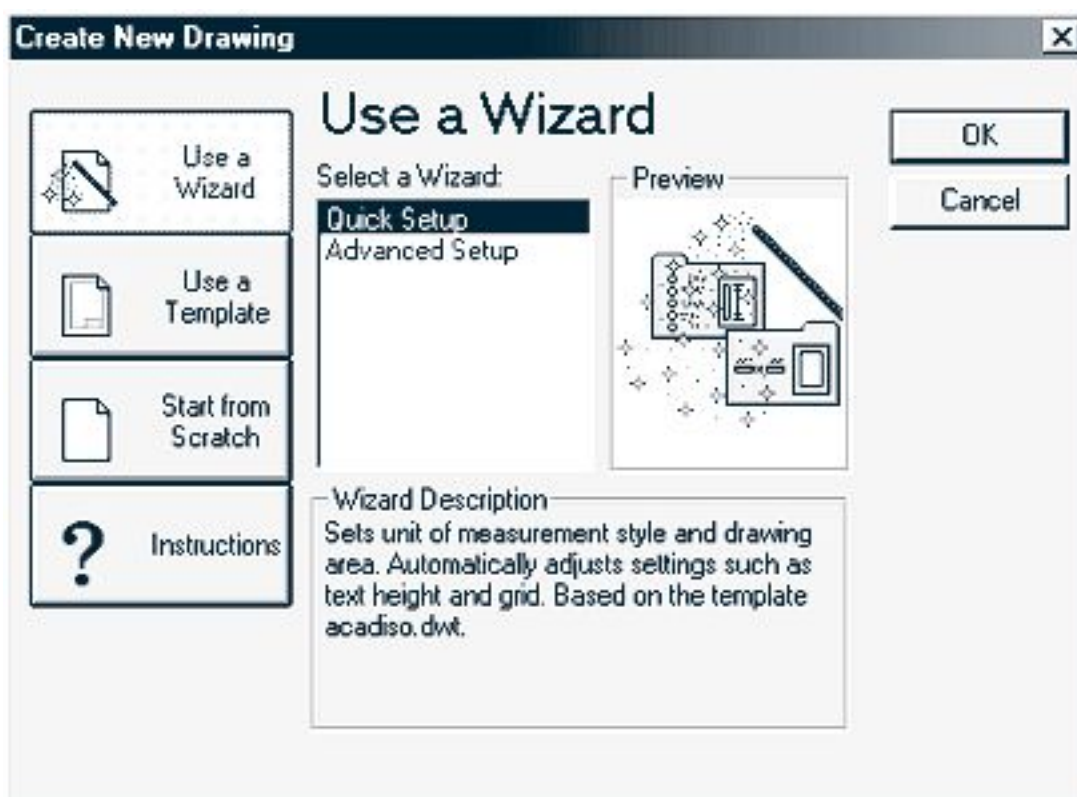 Create New Drawing
Use a
Wizard
Use a
Template
Start from
Scratch
?
Instructions
Use a Wizard
Select a Wizard:
Quick Setup
Advanced Setup
Preview
Wizard Description
Sets unit of measurement style and drawing
area. Automatically adjusts settings such as
text height and grid. Based on the template
acadiso.dwt.
OK
Cancel